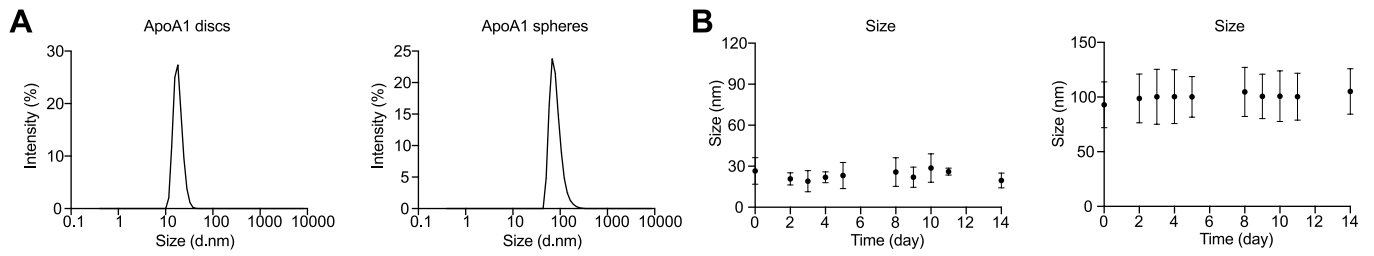 A
ApoA1 discs
Intensity (%)
30
20
10
0
0.1 1 10 100 1000 10000
Size (d.nm)
ApoA1 spheres
Intensity (%)
25
20
15
10
5
0
0.1 1 10 100 1000 10000
Size (d.nm)
B
Size
Size (nm)
120
90
60
30
0
0 2 4 6 8 10 12 14
Time (day)
Size
Size (nm)
150
100
50
0
0 2 4 6 8 10 12 14
Time (day)